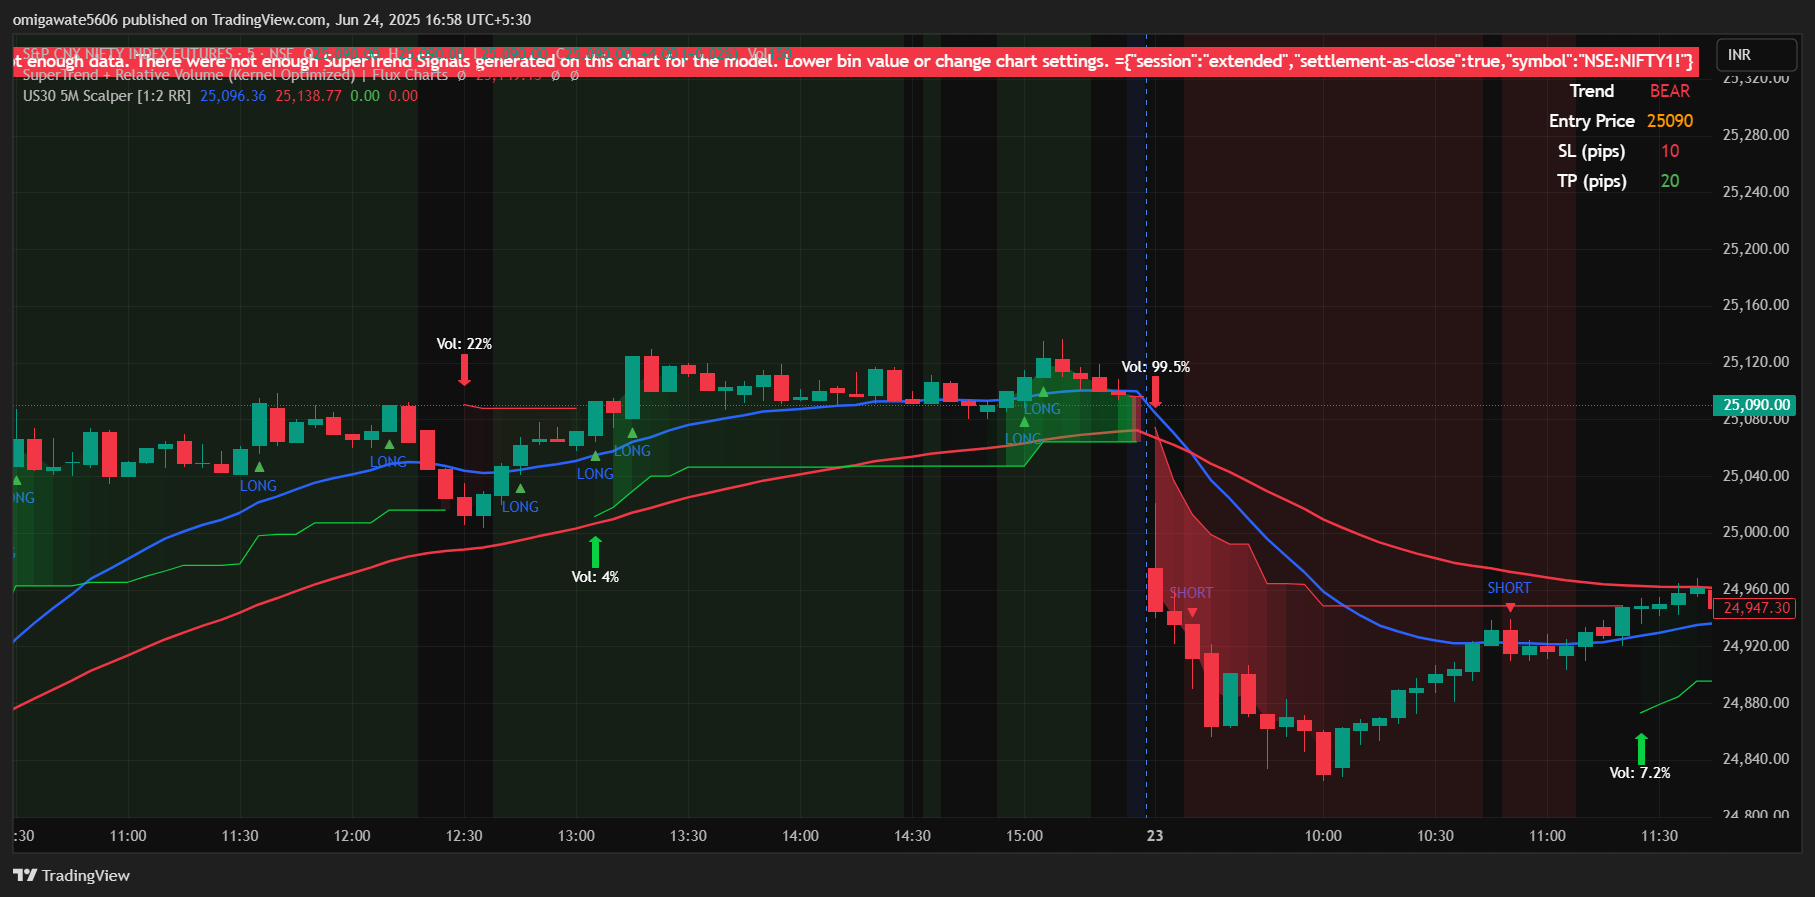 omigawate5606 published on TradingView.com, Jun 24, 2025 16:58 UTC+5:30
S&P CNX NIFTY INDEX FUTURES · 5 · NSE
t enough data. There were not enough SuperTrend Signals generated on this chart for the model. Lower bin value or change chart settings. ={"session":"extended","settlement-as-close":true,"symbol":"NSE:NIFTY1!"}
SuperTrend + Relative Volume (Kernel Optimized) | Flux Charts
US30 5M Scalper [1:2 RR] 25,096.36 25,138.77 0.00 0.00
INR
Trend BEAR
Entry Price 25090
SL (pips) 10
TP (pips) 20
25,320.00
25,280.00
25,240.00
25,200.00
25,160.00
25,120.00
25,090.00
25,080.00
25,040.00
25,000.00
24,960.00
24,947.30
24,920.00
24,880.00
24,840.00
24,800.00
Vol: 22%
Vol: 99.5%
LONG
LONG
LONG
LONG
LONG
LONG
LONG
NG
LONG
Vol: 4%
SHORT
SHORT
Vol: 7.2%
:30 11:00 11:30 12:00 12:30 13:00 13:30 14:00 14:30 15:00 23 10:00 10:30 11:00 11:30
TradingView